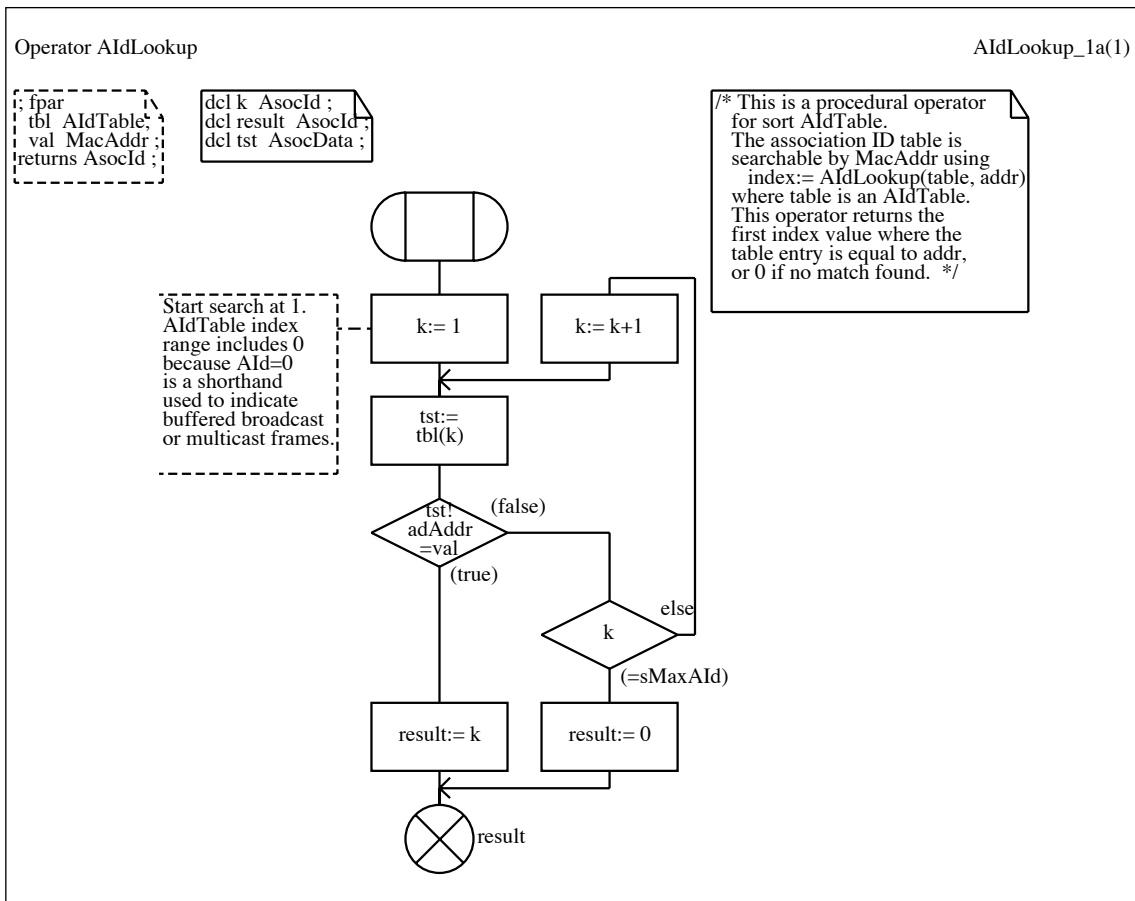 Operator AIdLookup
AIdLookup_1a(1)
; fpar
tbl AIdTable,
val MacAddr ;
returns AsocId ;
dcl k AsocId ;
dcl result AsocId ;
dcl tst AsocData ;
/* This is a procedural operator
for sort AIdTable.
The association ID table is
searchable by MacAddr using
index:= AIdLookup(table, addr)
where table is an AIdTable.
This operator returns the
first index value where the
table entry is equal to addr,
or 0 if no match found. */
Start search at 1.
AIdTable index
range includes 0
because AId=0
is a shorthand
used to indicate
buffered broadcast
or multicast frames.
k:= 1
k:= k+1
tst:=
tbl(k)
tst!
adAddr
=val
(false)
(true)
else
k
(=sMaxAId)
result:= k
result:= 0
result